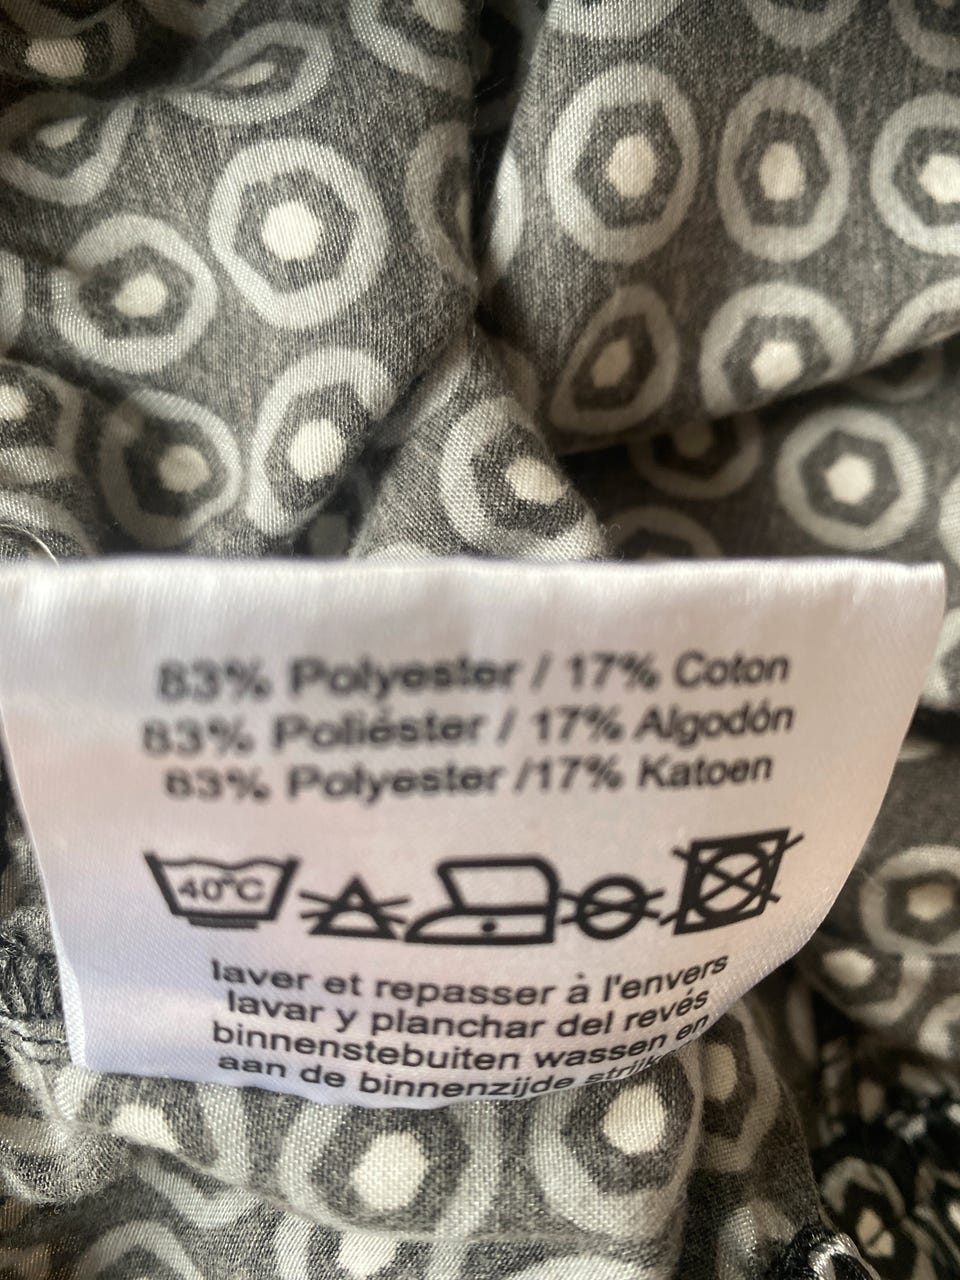 83% Polyester / 17% Coton
83% Poliéster / 17% Algodón
83% Polyester /17% Katoen
40°C
laver et repasser à l'envers
lavar y planchar del revés
binnenstebuiten wassen en
aan de binnenzijde